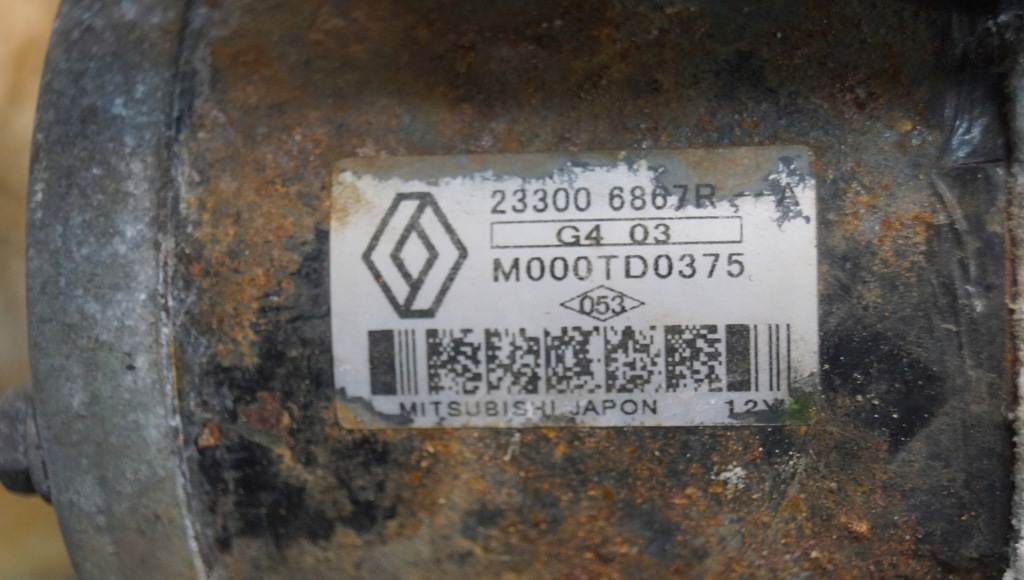 23300 6867R - A
G4 03
M000TD0375
053
MITSUBISHI JAPON 12V